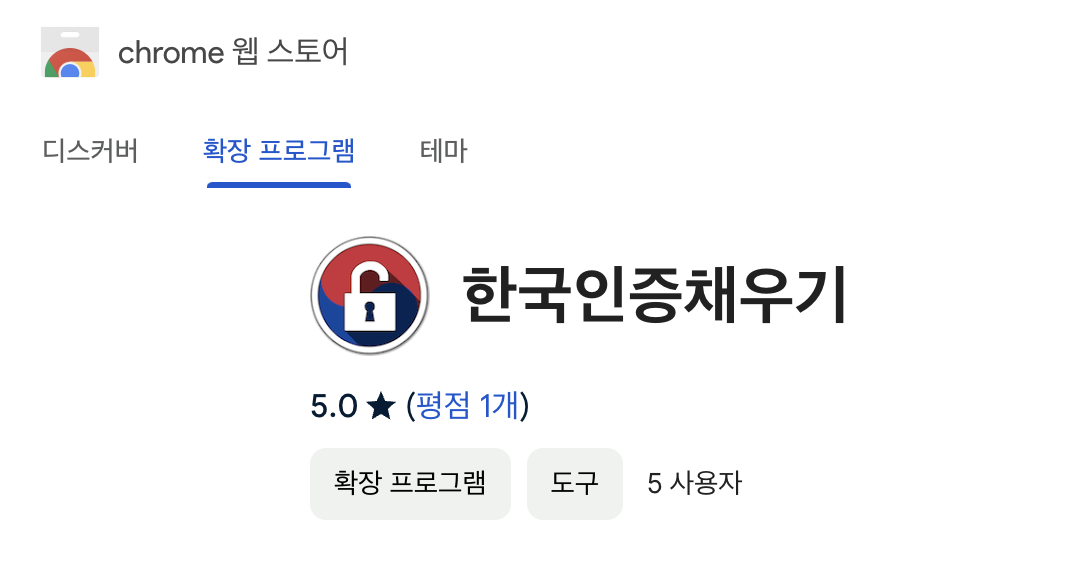 chrome 웹 스토어
디스커버 확장 프로그램 테마
한국인증채우기
5.0 ★ (평점 1개)
확장 프로그램 도구 5 사용자